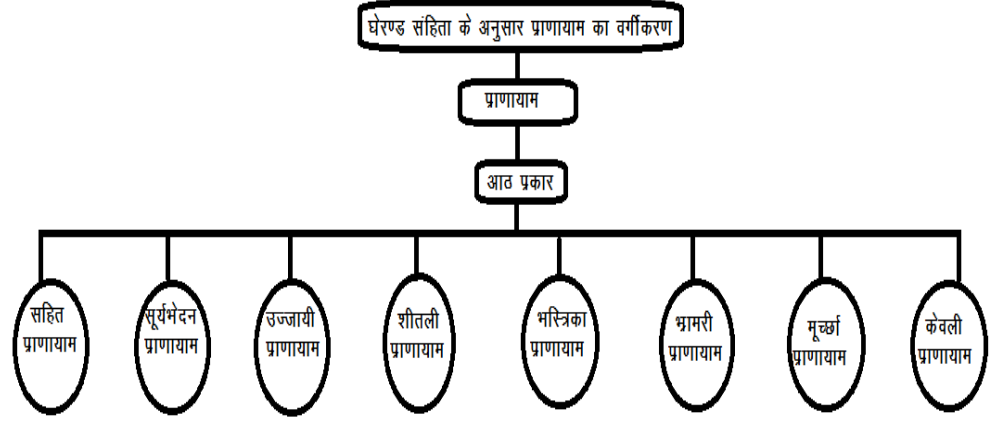 घेरण्ड संहिता के अनुसार प्राणायाम का वर्गीकरण
प्राणायाम
आठ प्रकार
सहित
प्राणायाम
सूर्यभेदन
प्राणायाम
उज्जायी
प्राणायाम
शीतली
प्राणायाम
भस्त्रिका
प्राणायाम
भ्रामरी
प्राणायाम
मूर्च्छा
प्राणायाम
केवली
प्राणायाम